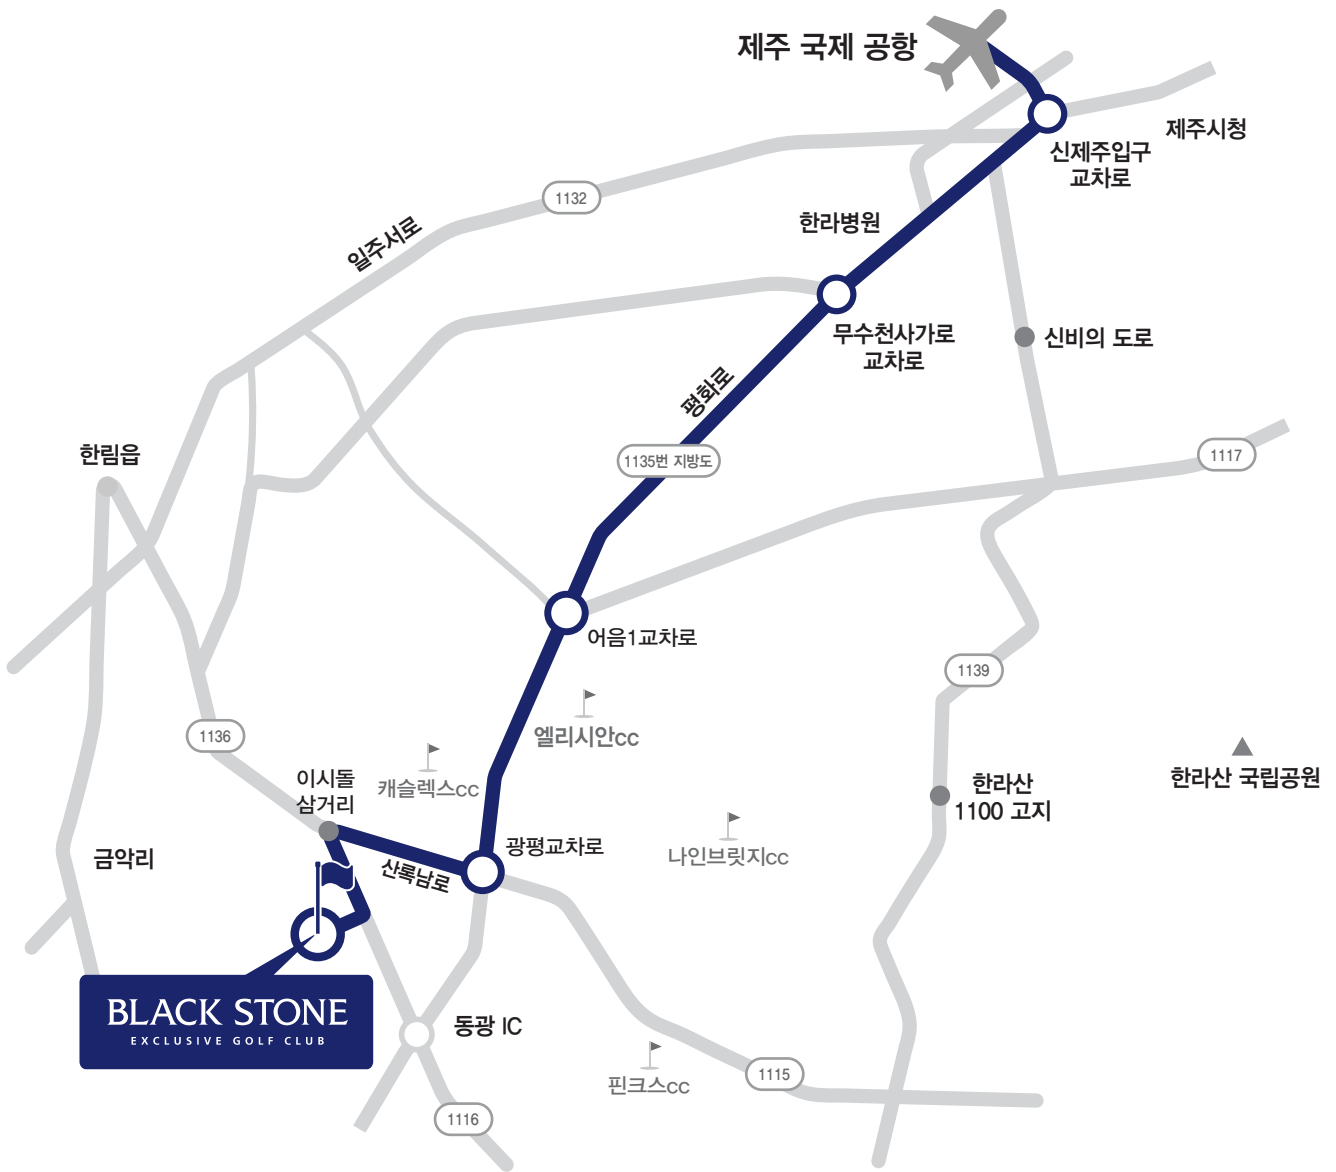 제주 국제 공항
제주시청
신제주입구
교차로
1132
한라병원
일주서로
무수천사가로
교차로
신비의 도로
평화로
한림읍
1135번 지방도
1117
어음1교차로
1139
엘리시안cc
1136
캐슬렉스cc
이시돌
삼거리
한라산 국립공원
한라산
1100 고지
광평교차로
나인브릿지cc
금악리
산록남로
BLACK STONE
EXCLUSIVE GOLF CLUB
동광 IC
핀크스cc
1115
1116